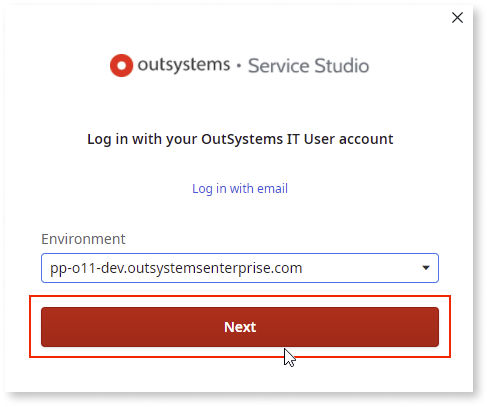 outsystems • Service Studio
Log in with your OutSystems IT User account
Log in with email
Environment
pp-o11-dev.outsystemsenterprise.com
Next